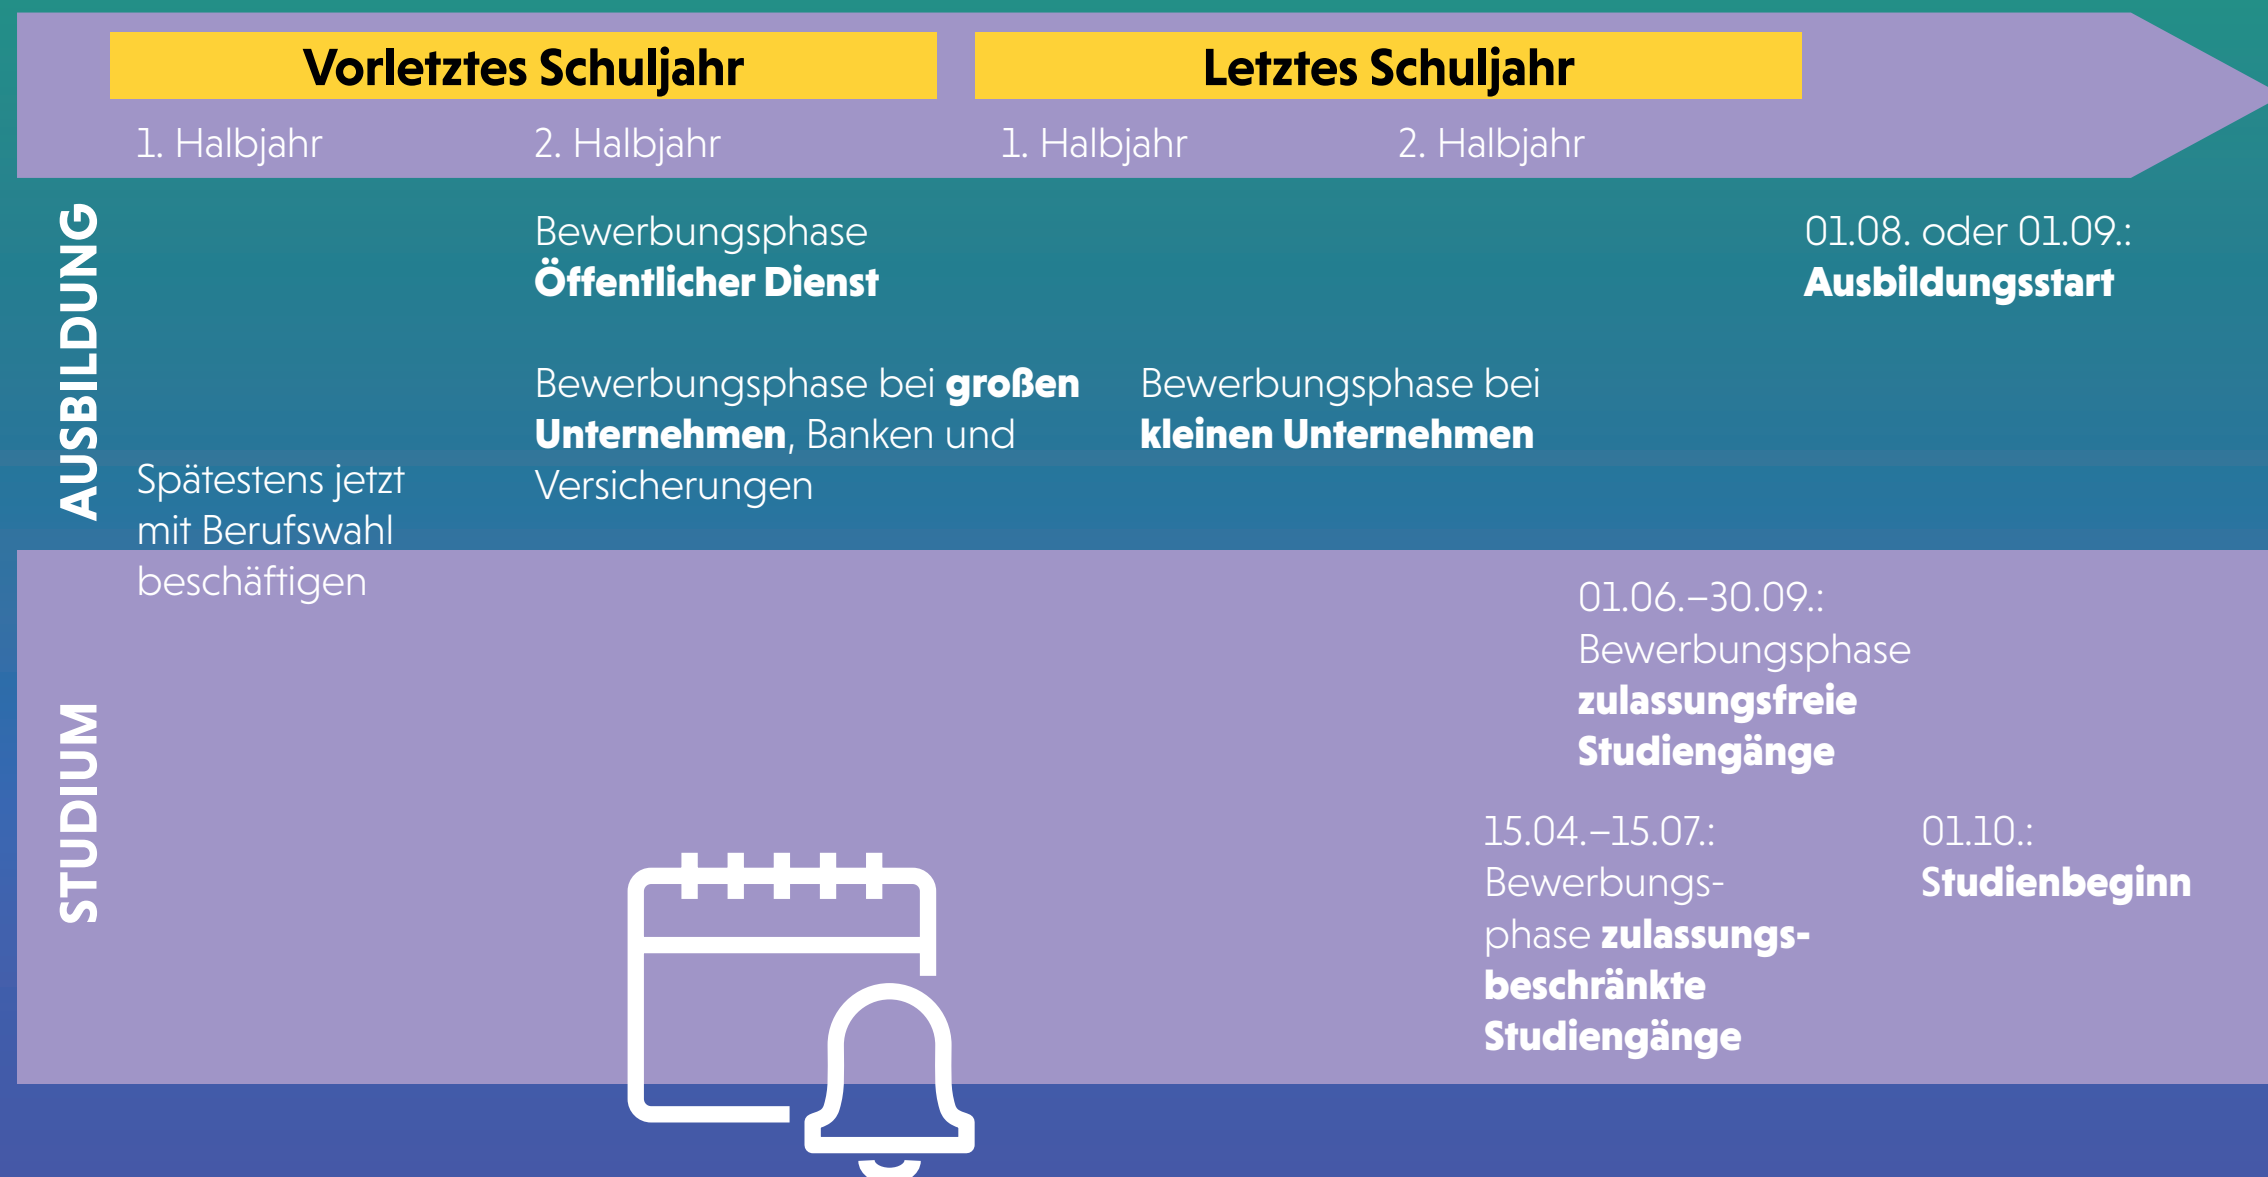 Vorletztes Schuljahr
Letztes Schuljahr
1. Halbjahr
2. Halbjahr
1. Halbjahr
2. Halbjahr
AUSBILDUNG
Spätestens jetzt
mit Berufswahl
beschäftigen
Bewerbungsphase
Öffentlicher Dienst
Bewerbungsphase bei großen
Unternehmen, Banken und
Versicherungen
Bewerbungsphase bei
kleinen Unternehmen
01.08. oder 01.09.:
Ausbildungsstart
STUDIUM
01.06.–30.09.:
Bewerbungsphase
zulassungsfreie
Studiengänge
15.04.–15.07.:
Bewerbungs-
phase zulassungs-
beschränkte
Studiengänge
01.10.:
Studienbeginn